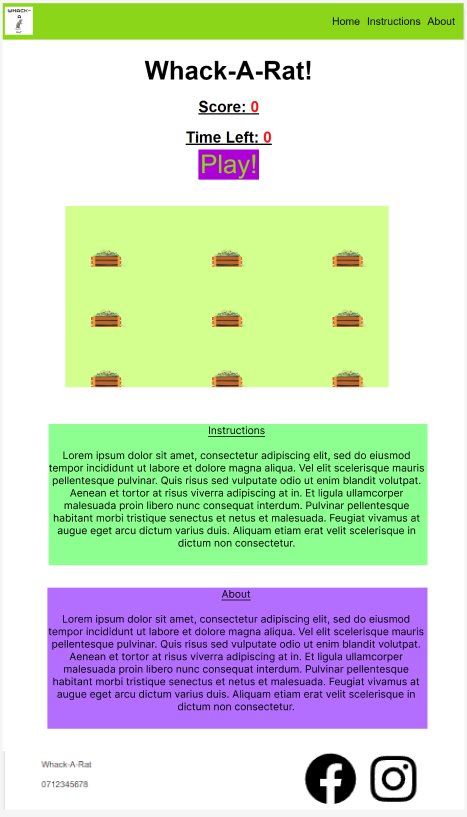 WHACK-
A
Home Instructions About
Whack-A-Rat!
Score: 0
Time Left: 0
Play!
Instructions
Lorem ipsum dolor sit amet, consectetur adipiscing elit, sed do eiusmod
tempor incididunt ut labore et dolore magna aliqua. Vel elit scelerisque mauris
pellentesque pulvinar. Quis risus sed vulputate odio ut enim blandit volutpat.
Aenean et tortor at risus viverra adipiscing at in. Et ligula ullamcorper
malesuada proin libero nunc consequat interdum. Pulvinar pellentesque
habitant morbi tristique senectus et netus et malesuada. Feugiat vivamus at
augue eget arcu dictum varius duis. Aliquam etiam erat velit scelerisque in
dictum non consectetur.
About
Lorem ipsum dolor sit amet, consectetur adipiscing elit, sed do eiusmod
tempor incididunt ut labore et dolore magna aliqua. Vel elit scelerisque mauris
pellentesque pulvinar. Quis risus sed vulputate odio ut enim blandit volutpat.
Aenean et tortor at risus viverra adipiscing at in. Et ligula ullamcorper
malesuada proin libero nunc consequat interdum. Pulvinar pellentesque
habitant morbi tristique senectus et netus et malesuada. Feugiat vivamus at
augue eget arcu dictum varius duis. Aliquam etiam erat velit scelerisque in
dictum non consectetur.
Whack-A-Rat
0712345678